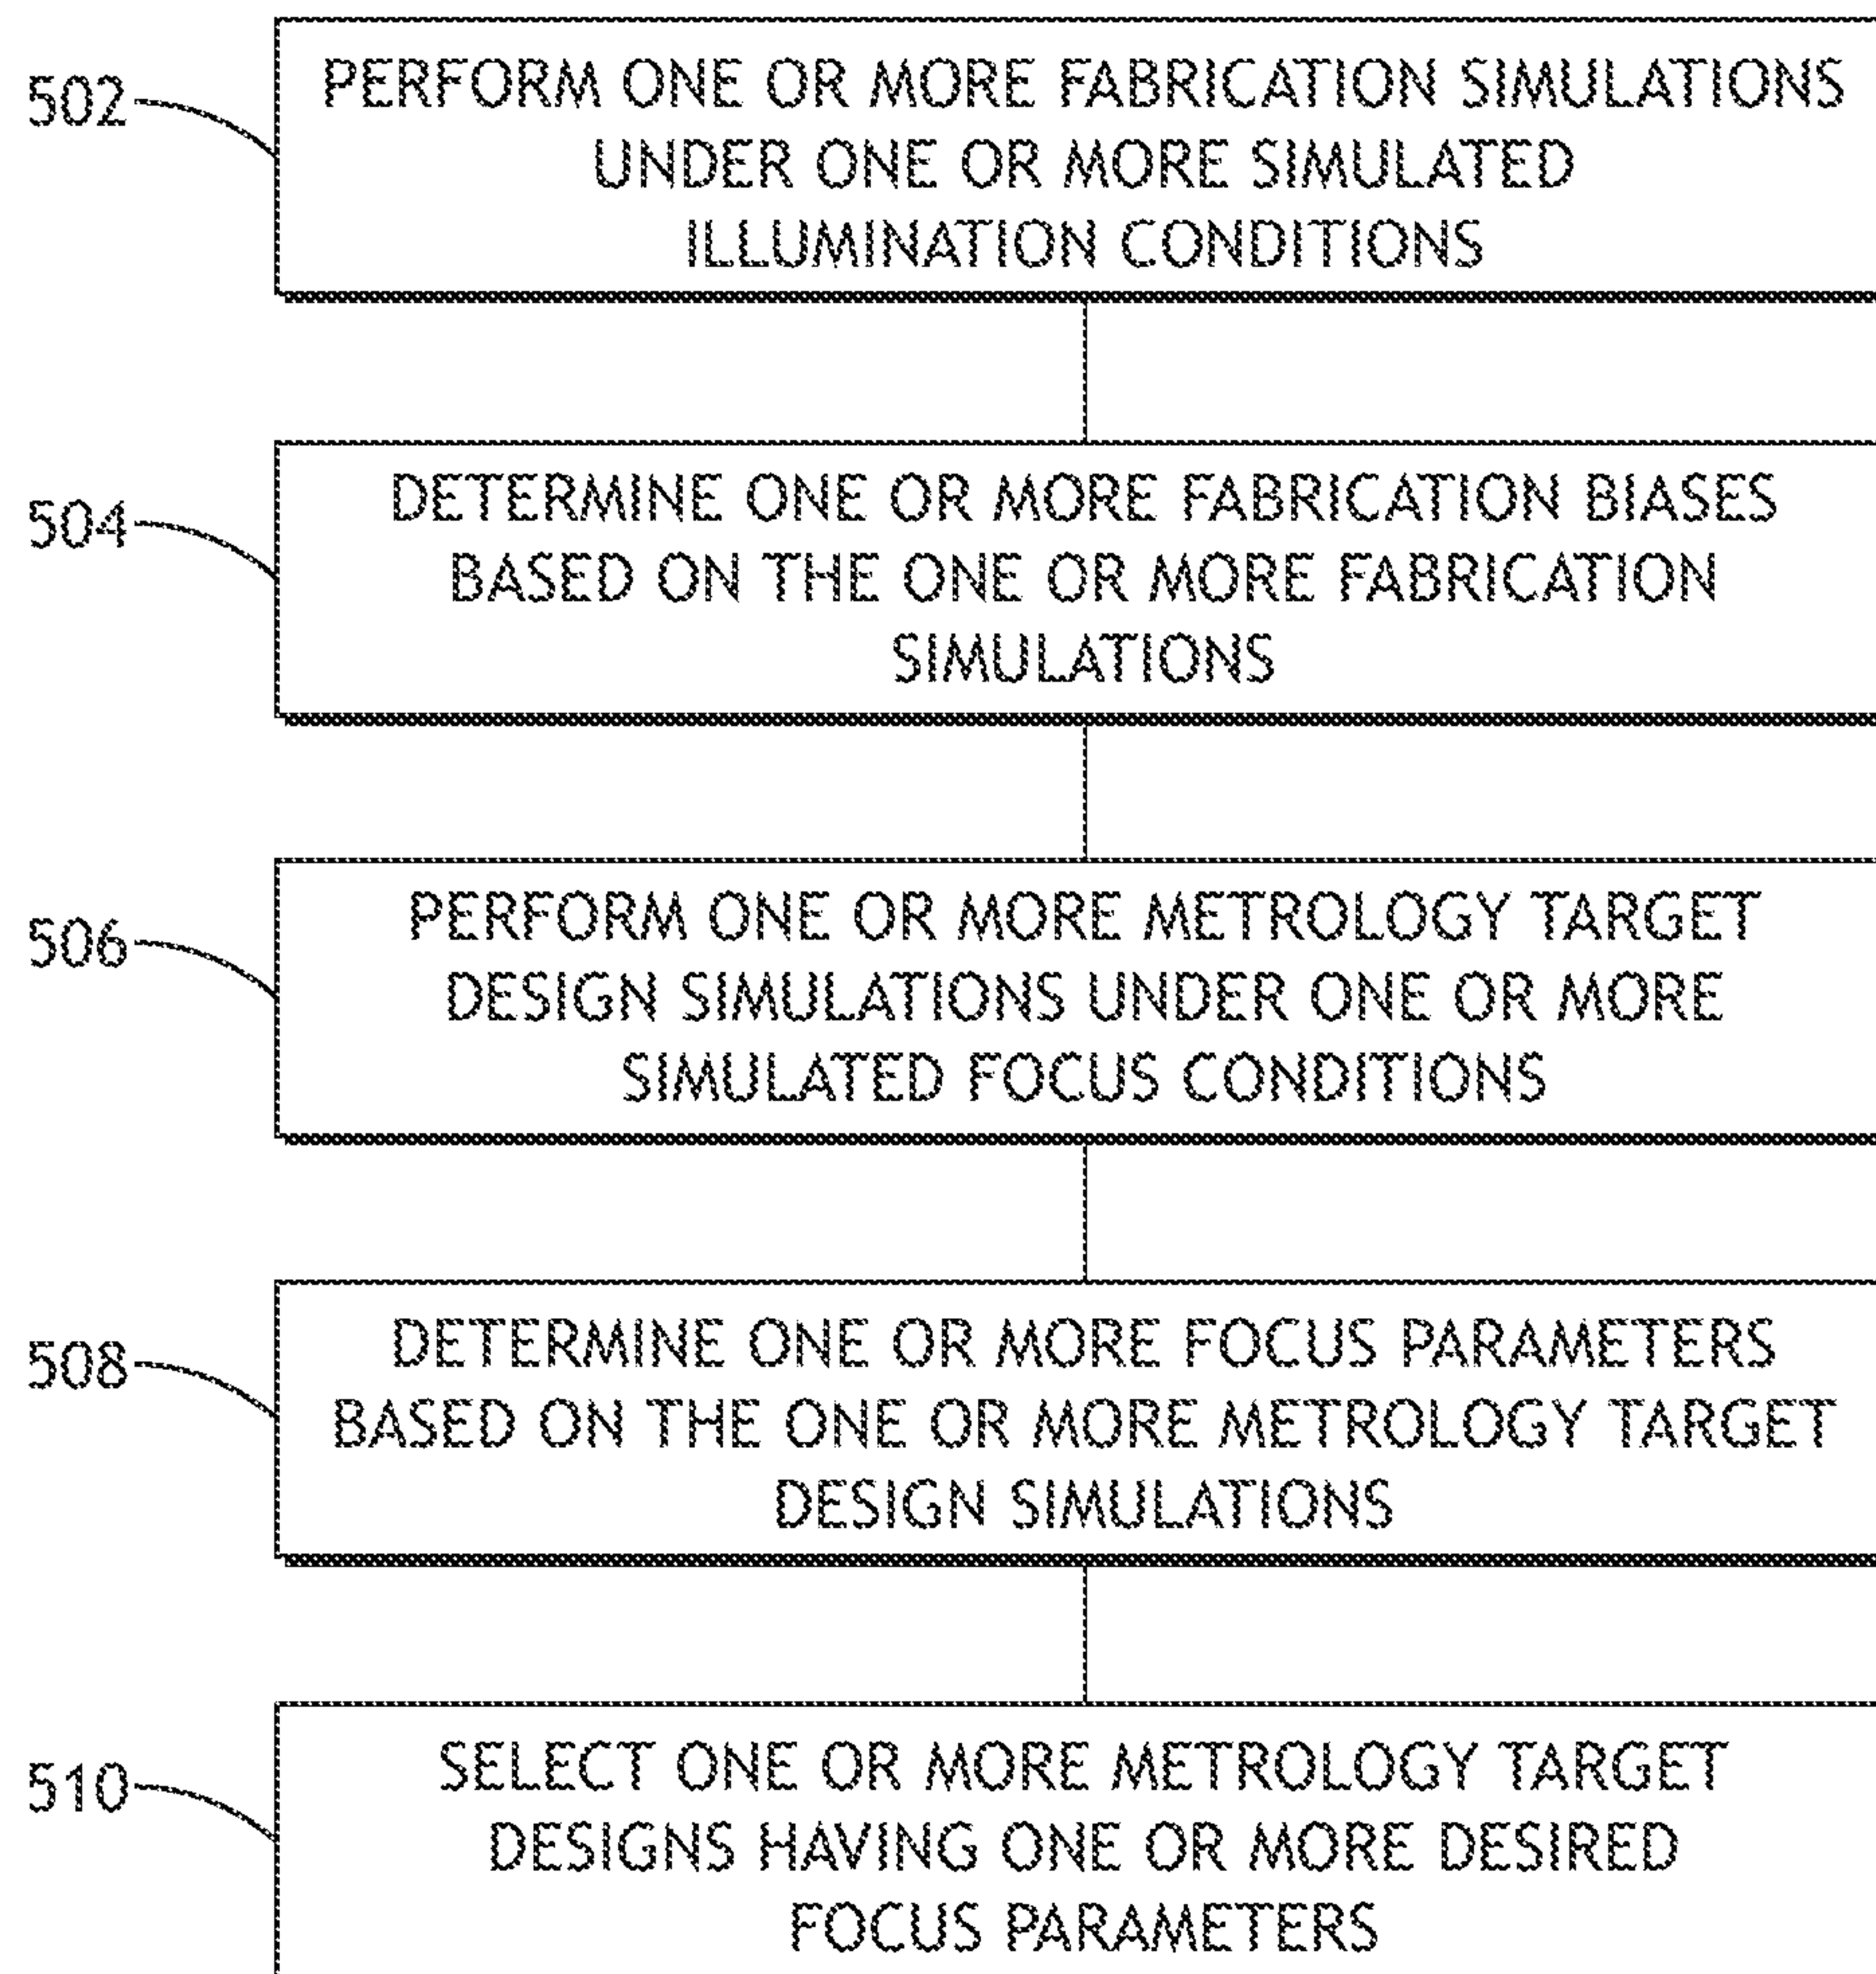 502
PERFORM ONE OR MORE FABRICATION SIMULATIONS
UNDER ONE OR MORE SIMULATED
ILLUMINATION CONDITIONS
504
DETERMINE ONE OR MORE FABRICATION BIASES
BASED ON THE ONE OR MORE FABRICATION
SIMULATIONS
506
PERFORM ONE OR MORE METROLOGY TARGET
DESIGN SIMULATIONS UNDER ONE OR MORE
SIMULATED FOCUS CONDITIONS
508
DETERMINE ONE OR MORE FOCUS PARAMETERS
BASED ON THE ONE OR MORE METROLOGY TARGET
DESIGN SIMULATIONS
510
SELECT ONE OR MORE METROLOGY TARGET
DESIGNS HAVING ONE OR MORE DESIRED
FOCUS PARAMETERS